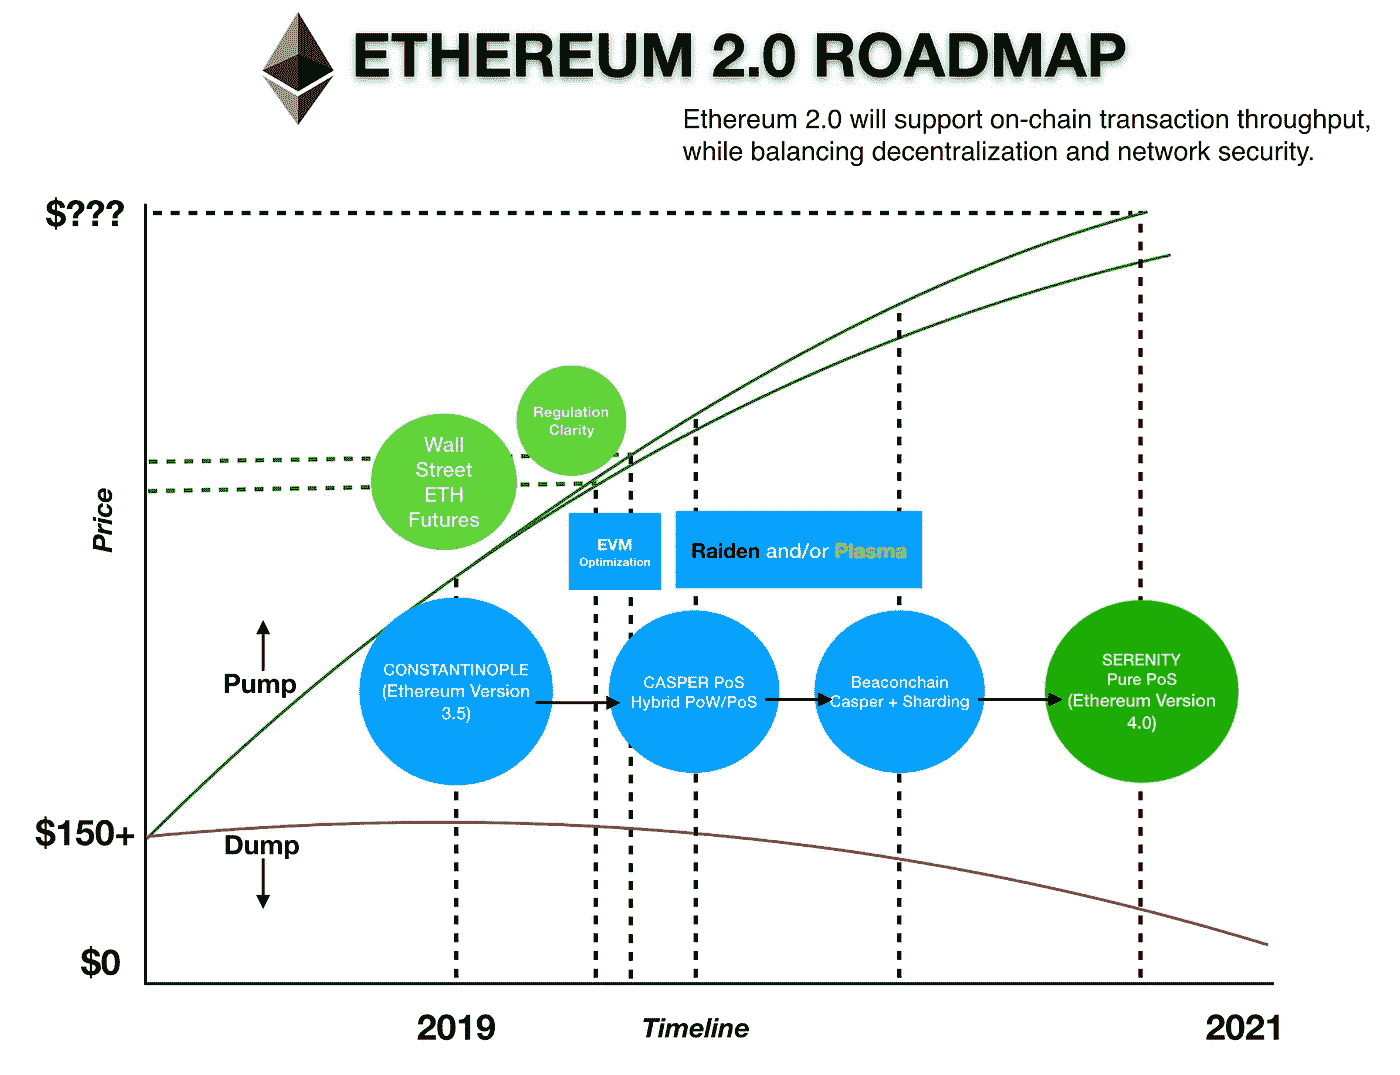 ETHEREUM 2.0 ROADMAP
Ethereum 2.0 will support on-chain transaction throughput,
while balancing decentralization and network security.
$???
Regulation
Clarity
Wall
Street
ETH
Futures
Price
EVM
Optimization
Raiden and/or Plasma
Pump
CONSTANTINOPLE
(Ethereum Version
3.5)
CASPER PoS
Hybrid PoW/PoS
Beaconchain
Casper + Sharding
SERENITY
Pure PoS
(Ethereum Version
4.0)
$150+
Dump
$0
2019
Timeline
2021